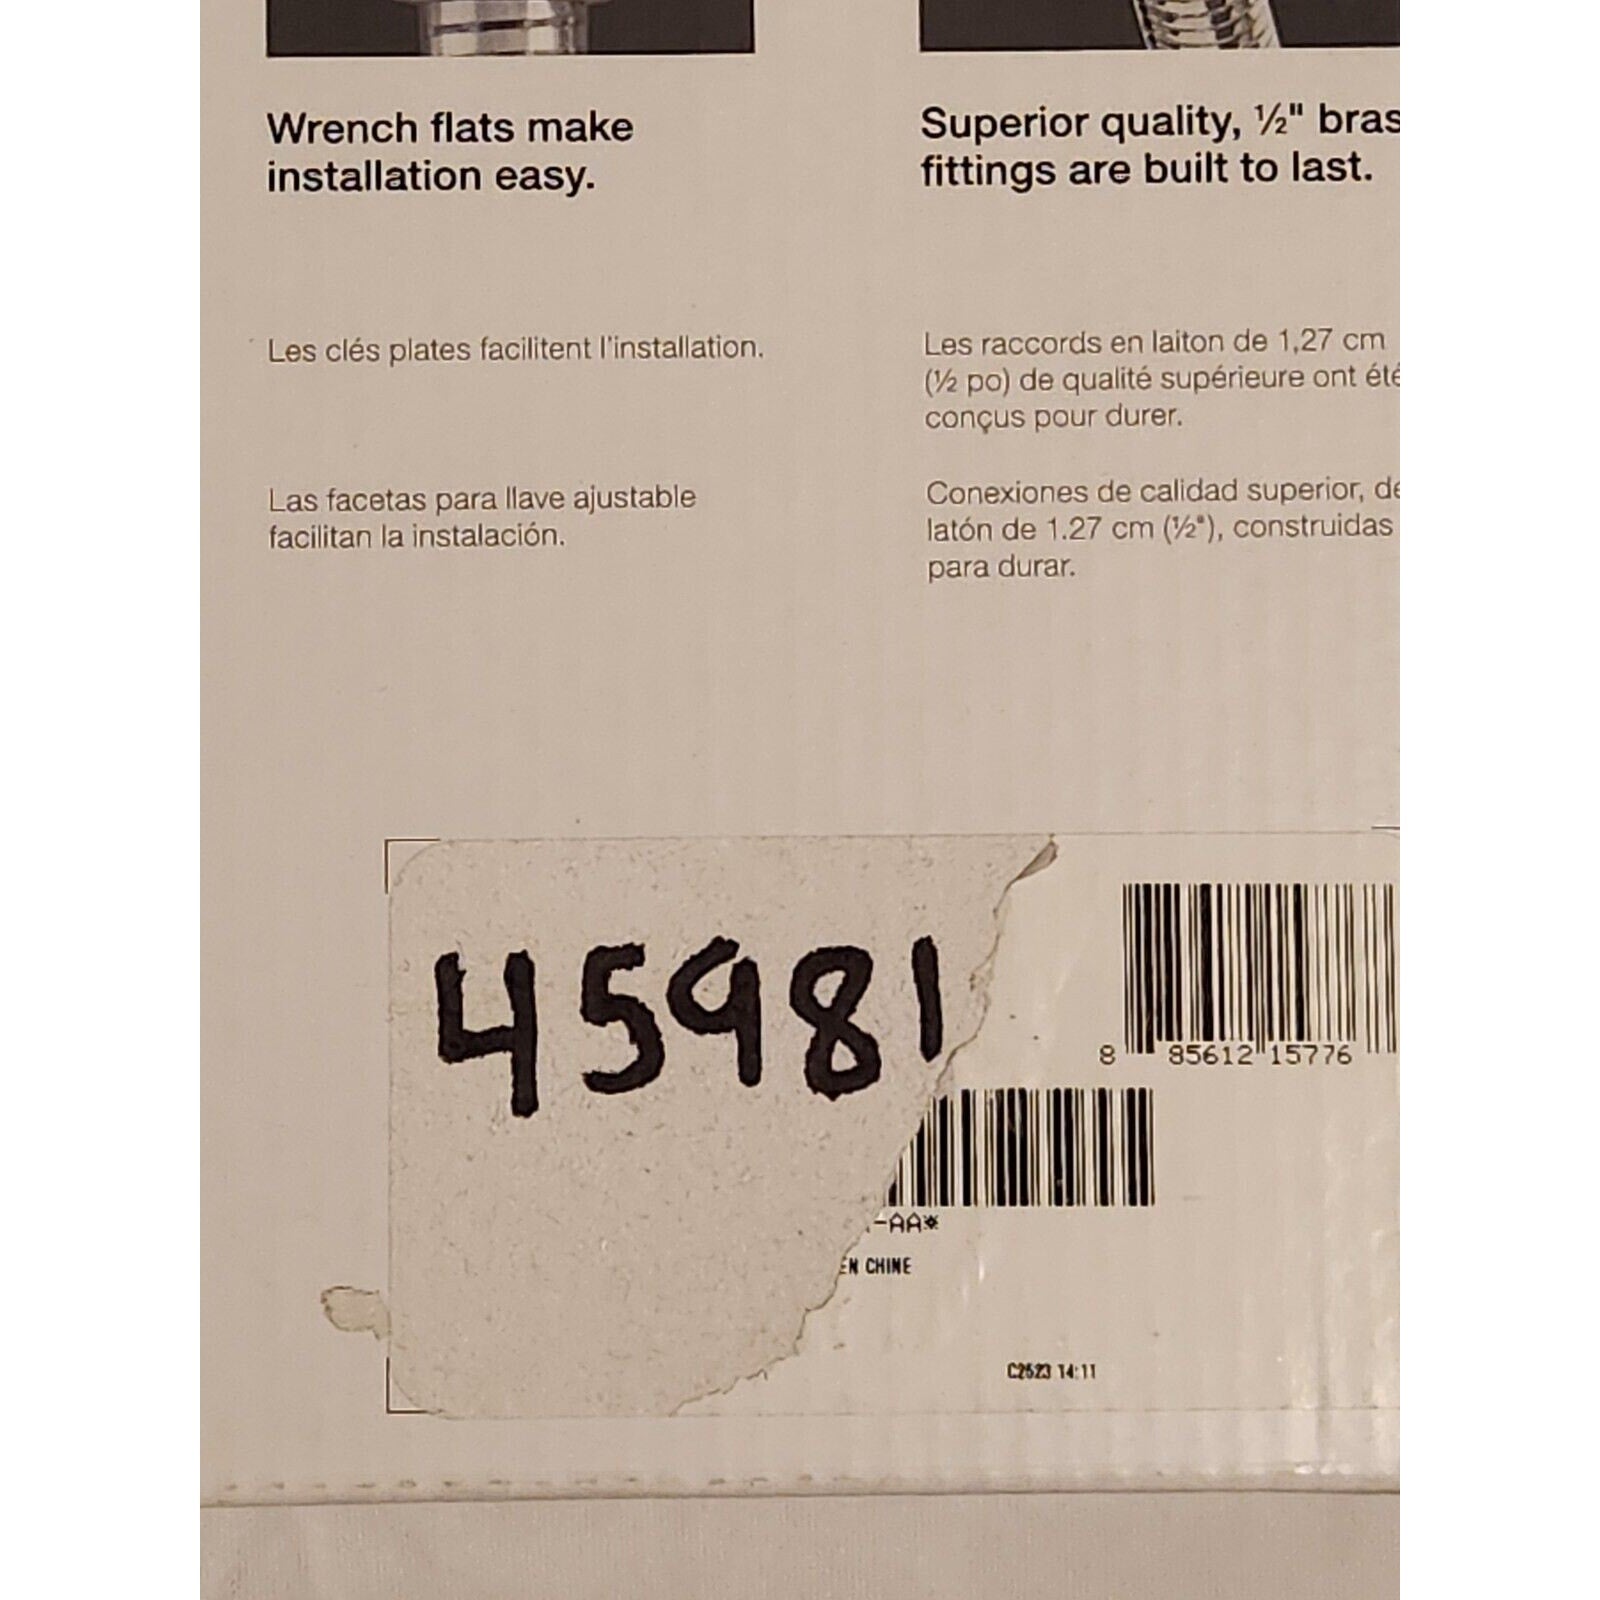 Wrench flats make
installation easy.
Les clés plates facilitent l'installation.
Las facetas para llave ajustable
facilitan la instalación.
Superior quality, ½" bras
fittings are built to last.
Les raccords en laiton de 1,27 cm
(½ po) de qualité supérieure ont été
conçus pour durer.
Conexiones de calidad superior, de
latón de 1.27 cm (½"), construidas
para durar.
45981
8 85612 15776
-AA*
EN CHINE
C2523 14:11